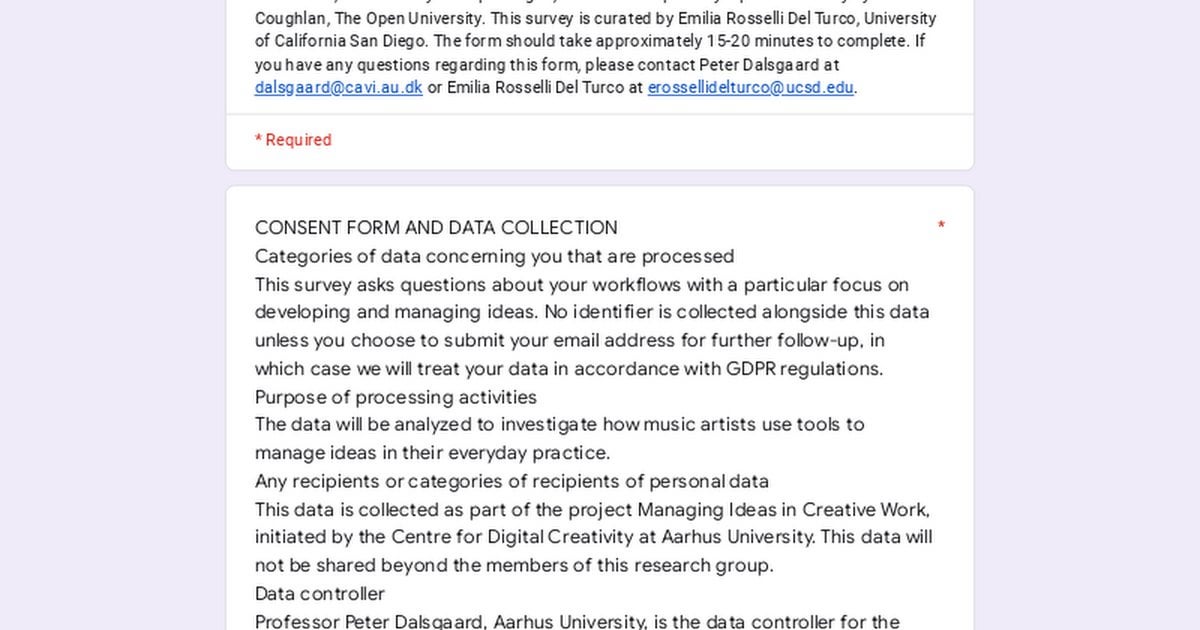 Coughlan, The Open University. This survey is curated by Emilia Rosselli Del Turco, University
of California San Diego. The form should take approximately 15-20 minutes to complete. If
you have any questions regarding this form, please contact Peter Dalsgaard at
dalsgaard@cavi.au.dk or Emilia Rosselli Del Turco at erossellidelturco@ucsd.edu.
* Required
CONSENT FORM AND DATA COLLECTION *
Categories of data concerning you that are processed
This survey asks questions about your workflows with a particular focus on
developing and managing ideas. No identifier is collected alongside this data
unless you choose to submit your email address for further follow-up, in
which case we will treat your data in accordance with GDPR regulations.
Purpose of processing activities
The data will be analyzed to investigate how music artists use tools to
manage ideas in their everyday practice.
Any recipients or categories of recipients of personal data
This data is collected as part of the project Managing Ideas in Creative Work,
initiated by the Centre for Digital Creativity at Aarhus University. This data will
not be shared beyond the members of this research group.
Data controller
Professor Peter Dalsgaard, Aarhus University, is the data controller for the